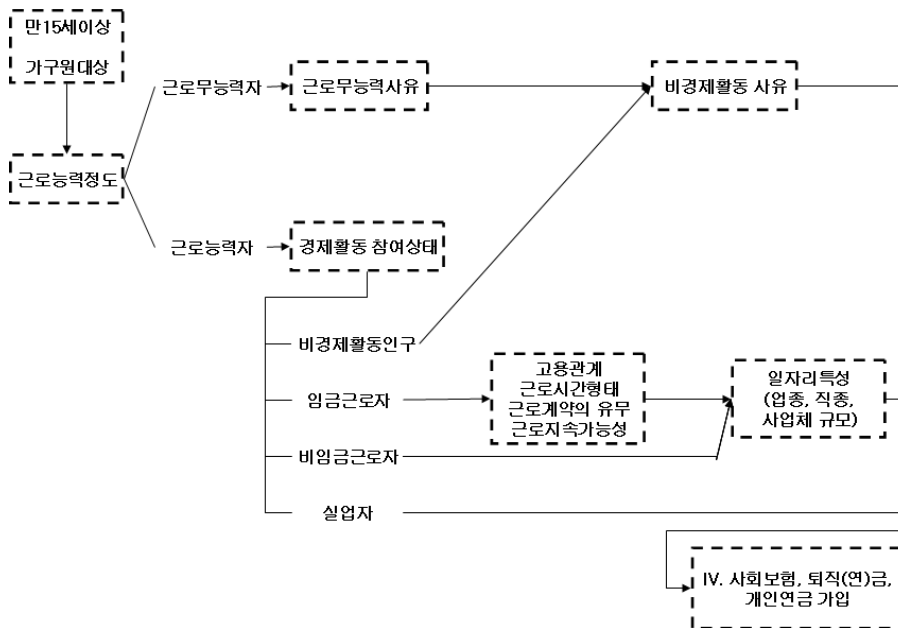 만15세이상
가구원대상
근로무능력자
근로무능력사유
비경제활동 사유
근로능력정도
근로능력자
경제활동 참여상태
비경제활동인구
고용관계
근로시간형태
근로계약의 유무
근로지속가능성
일자리특성
(업종, 직종,
사업체 규모)
임금근로자
비임금근로자
실업자
IV. 사회보험, 퇴직(연)금,
개인연금 가입